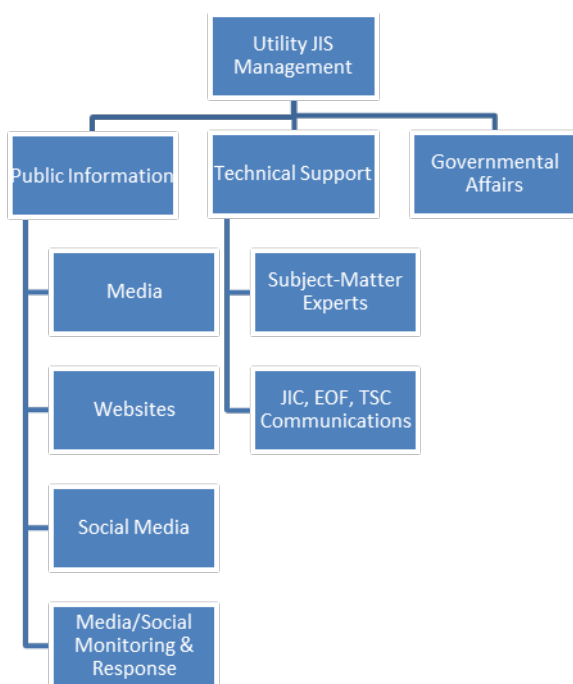 Utility JIS
Management
Public Information
Technical Support
Governmental
Affairs
Media
Subject-Matter
Experts
Websites
JIC, EOF, TSC
Communications
Social Media
Media/Social
Monitoring &
Response